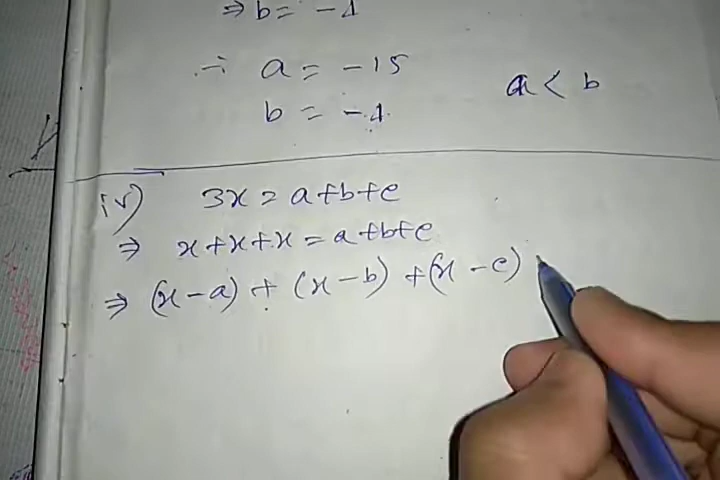 ⇒ b = -4
∴ a = -15
b = -4
a < b
iv) 3x = a+b+c
⇒ x+x+x = a+b+c
⇒ (x-a) + (x-b) + (x-c)